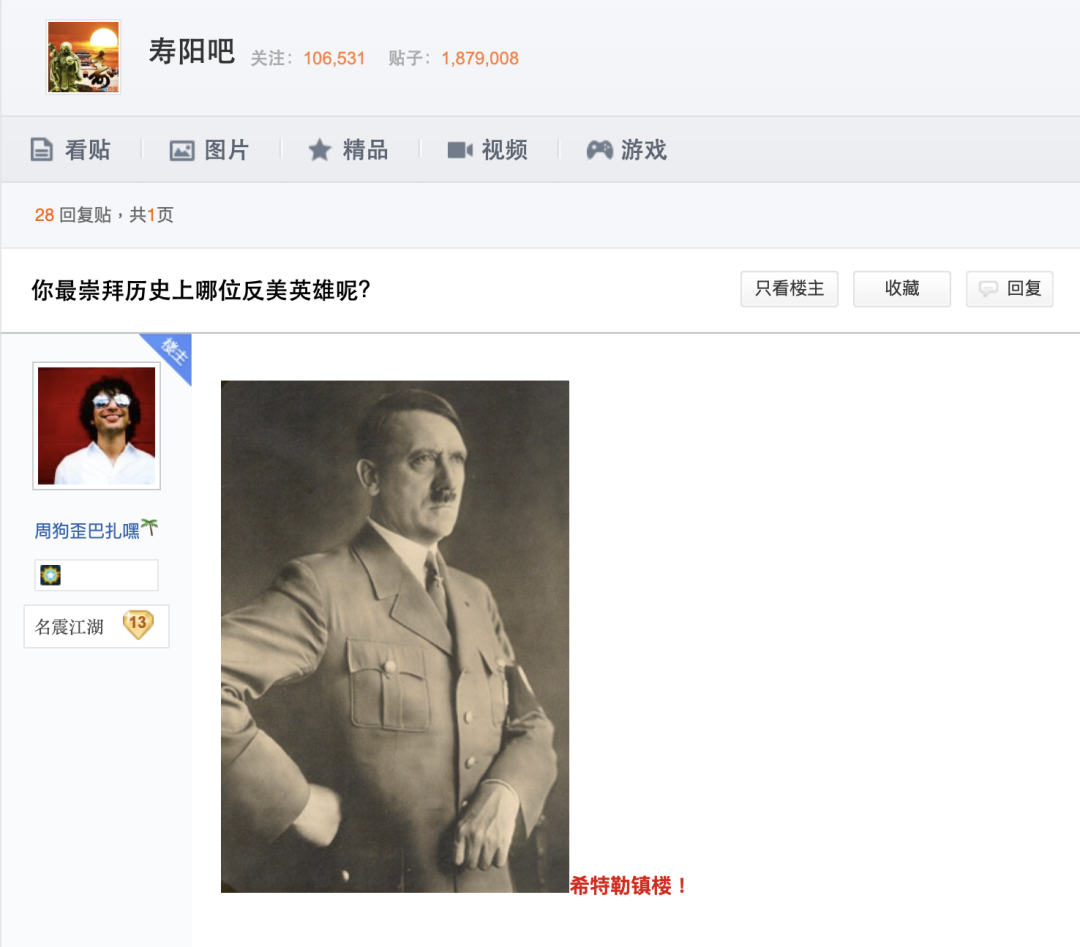 寿阳吧 关注: 106,531 贴子: 1,879,008
看贴 图片 精品 视频 游戏
28 回复贴，共1页
你最崇拜历史上哪位反美英雄呢？ 只看楼主 收藏 回复
楼主
周狗歪巴扎嘿
名震江湖 13
希特勒镇楼！